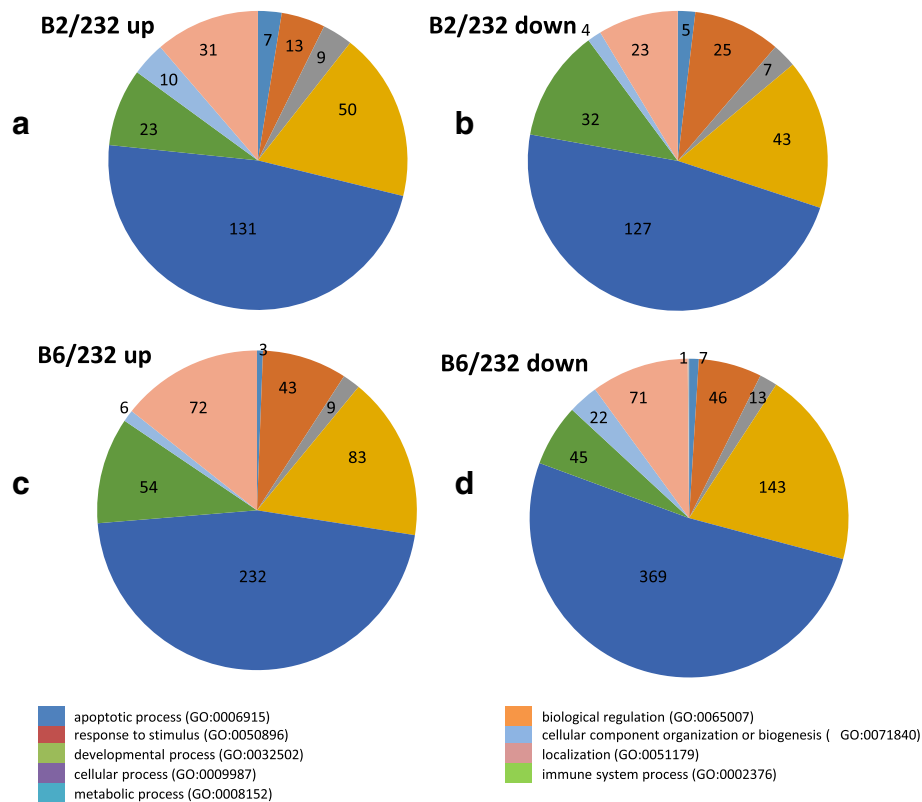 B2/232 up
7
13
9
50
131
23
10
31
a
B2/232 down
5
25
7
43
127
32
4
23
b
B6/232 up
3
43
9
83
232
54
6
72
c
B6/232 down
1
7
46
13
143
369
45
22
71
d
apoptotic process (GO:0006915)
response to stimulus (GO:0050896)
developmental process (GO:0032502)
cellular process (GO:0009987)
metabolic process (GO:0008152)
biological regulation (GO:0065007)
cellular component organization or biogenesis ( GO:0071840)
localization (GO:0051179)
immune system process (GO:0002376)